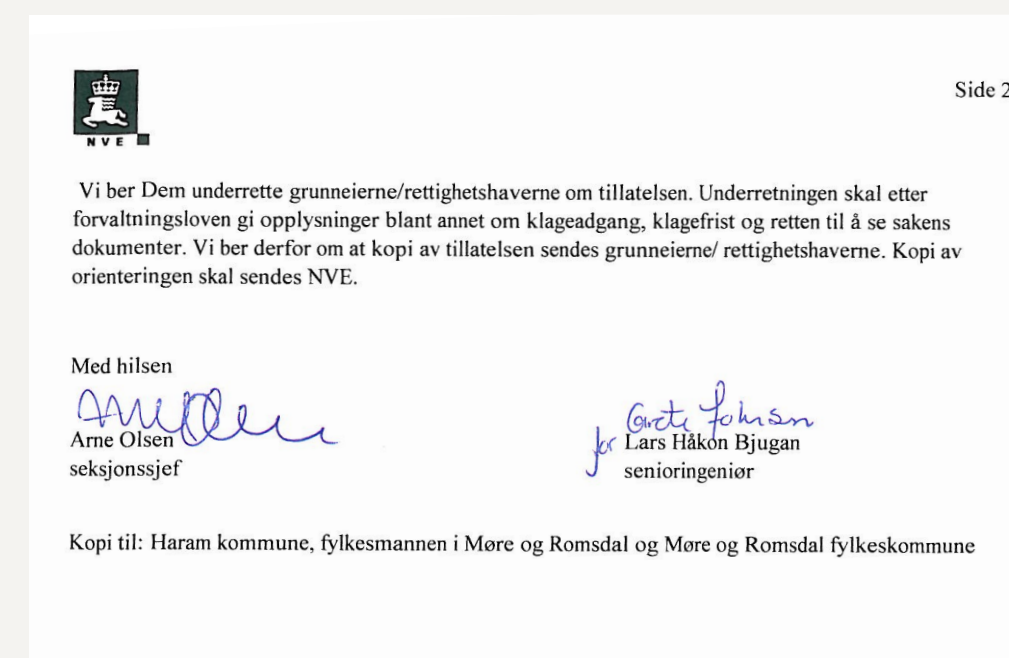 NVE
Side 2
Vi ber Dem underrette grunneierne/rettighetshaverne om tillatelsen. Underretningen skal etter
forvaltningsloven gi opplysninger blant annet om klageadgang, klagefrist og retten til å se sakens
dokumenter. Vi ber derfor om at kopi av tillatelsen sendes grunneierne/ rettighetshaverne. Kopi av
orienteringen skal sendes NVE.
Med hilsen
Arne Olsen
seksjonssjef
Grete Johnsen
for Lars Håkon Bjugan
senioringeniør
Kopi til: Haram kommune, fylkesmannen i Møre og Romsdal og Møre og Romsdal fylkeskommune